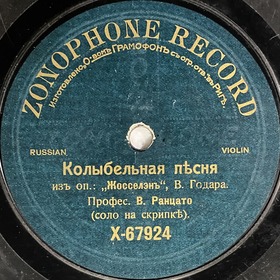 ZONOPHONE RECORD
Изготовлено О-вомъ ГРАМОФОНЪ съ огр. отв. въ Ригѣ.
RUSSIAN
VIOLIN
Колыбельная пѣсня
изъ оп.: „Жосселэнъ“, В. Годара.
Профес. В. Ранцато
(соло на скрипкѣ).
X-67924